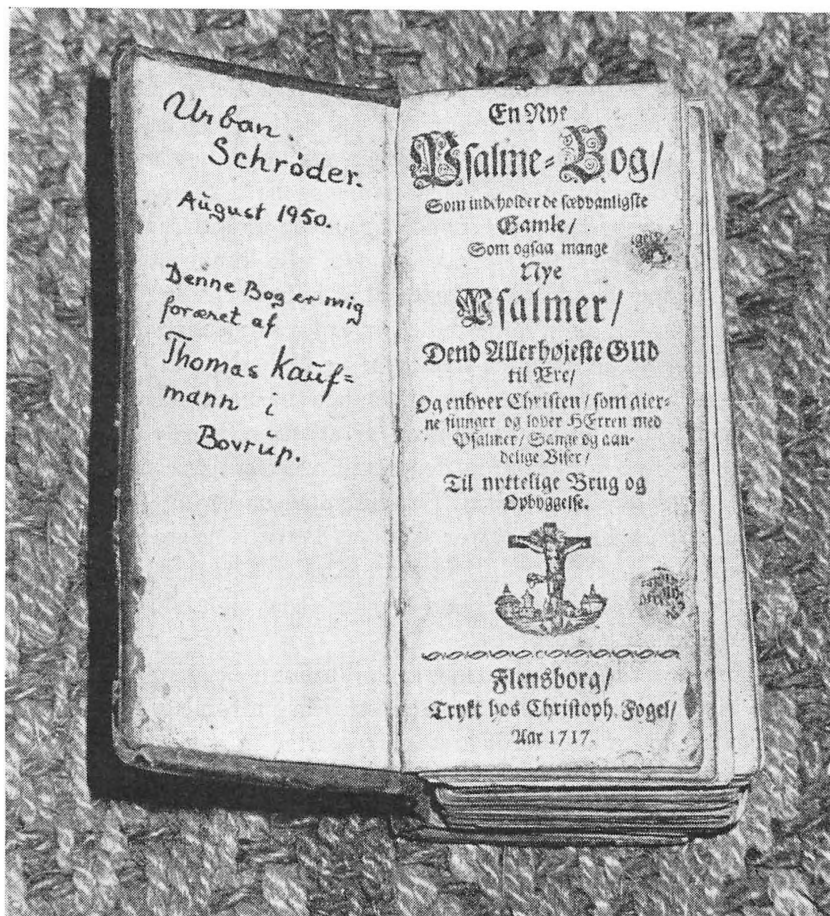 Urban.
Schröder.
August 1950.
Denne Bog er mig
foræret af
Thomas Kauf=
mann i
Bovrup.
En Nye
Psalme-Bog/
Som indeholder de sædvanligste
Gamle/
Som ogsaa mange
Nye
Psalmer/
Dend Allerhøjeste GUd
til Ære/
Og enhver Christen/ som gier-
ne siunger og lover HErren med
Psalmer/ Sange og aan-
delige Viser/
Til nyttelige Brug og
Opbyggelse.
Flensborg/
Trykt hos Christoph. Fogel/
Aar 1717.